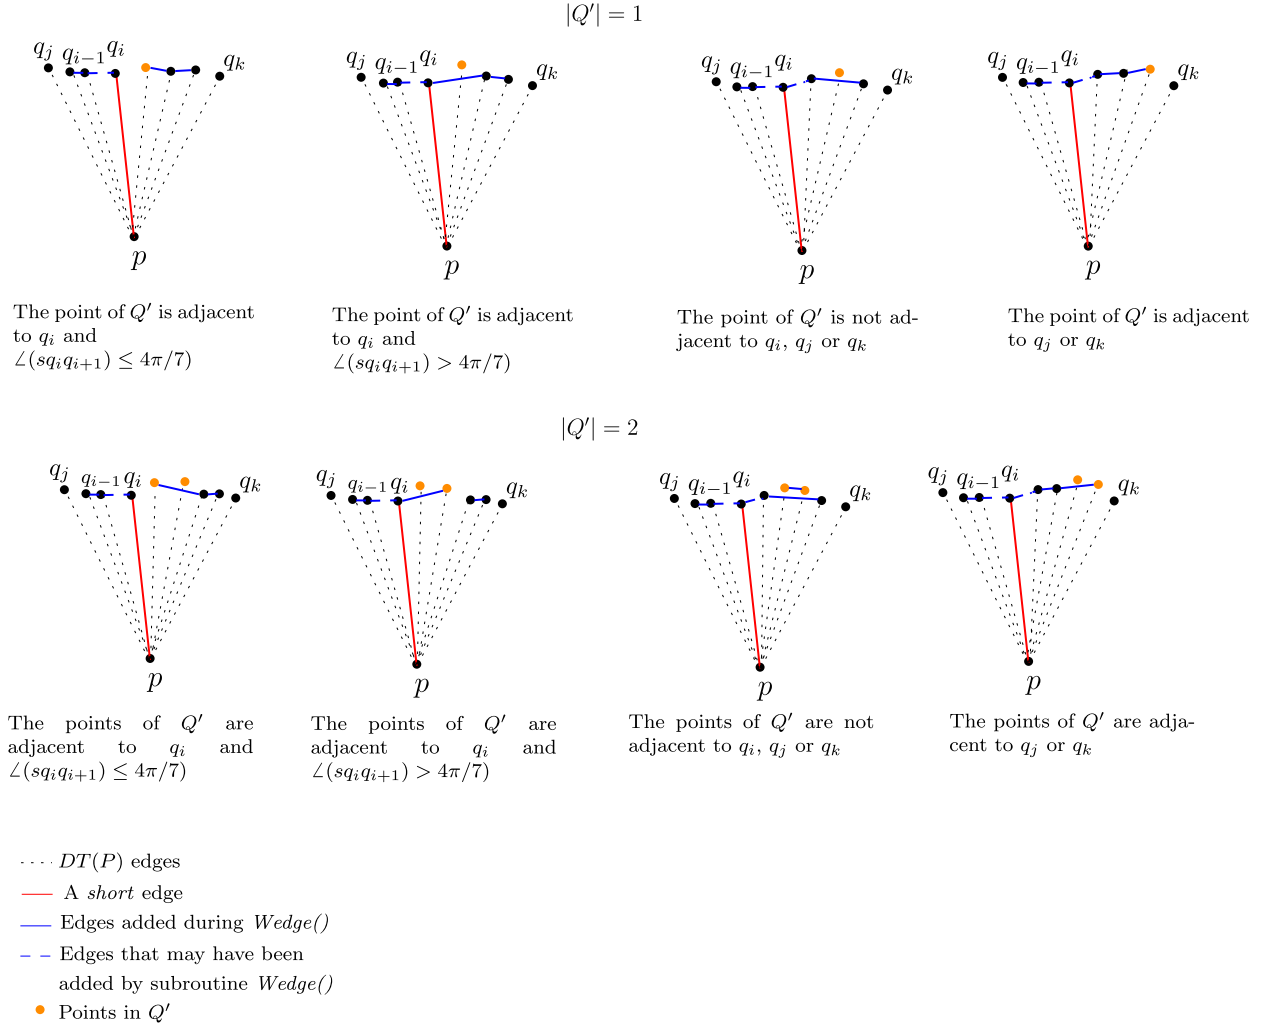 |Q′| = 1
q_j q_{i−1} q_i q_k
q_j q_{i−1} q_i q_k
q_j q_{i−1} q_i q_k
q_j q_{i−1} q_i q_k
p
p
p
p
The point of Q′ is adjacent
to q_i and
∠(sq_iq_{i+1}) ≤ 4π/7)
The point of Q′ is adjacent
to q_i and
∠(sq_iq_{i+1}) > 4π/7)
The point of Q′ is not ad-
jacent to q_i, q_j or q_k
The point of Q′ is adjacent
to q_j or q_k
|Q′| = 2
q_j q_{i−1} q_i q_k
q_j q_{i−1} q_i q_k
q_j q_{i−1} q_i q_k
q_j q_{i−1} q_i q_k
p
p
p
p
The points of Q′ are
adjacent to q_i and
∠(sq_iq_{i+1}) ≤ 4π/7)
The points of Q′ are
adjacent to q_i and
∠(sq_iq_{i+1}) > 4π/7)
The points of Q′ are not
adjacent to q_i, q_j or q_k
The points of Q′ are adja-
cent to q_j or q_k
DT(P) edges
A short edge
Edges added during Wedge()
Edges that may have been
added by subroutine Wedge()
Points in Q′